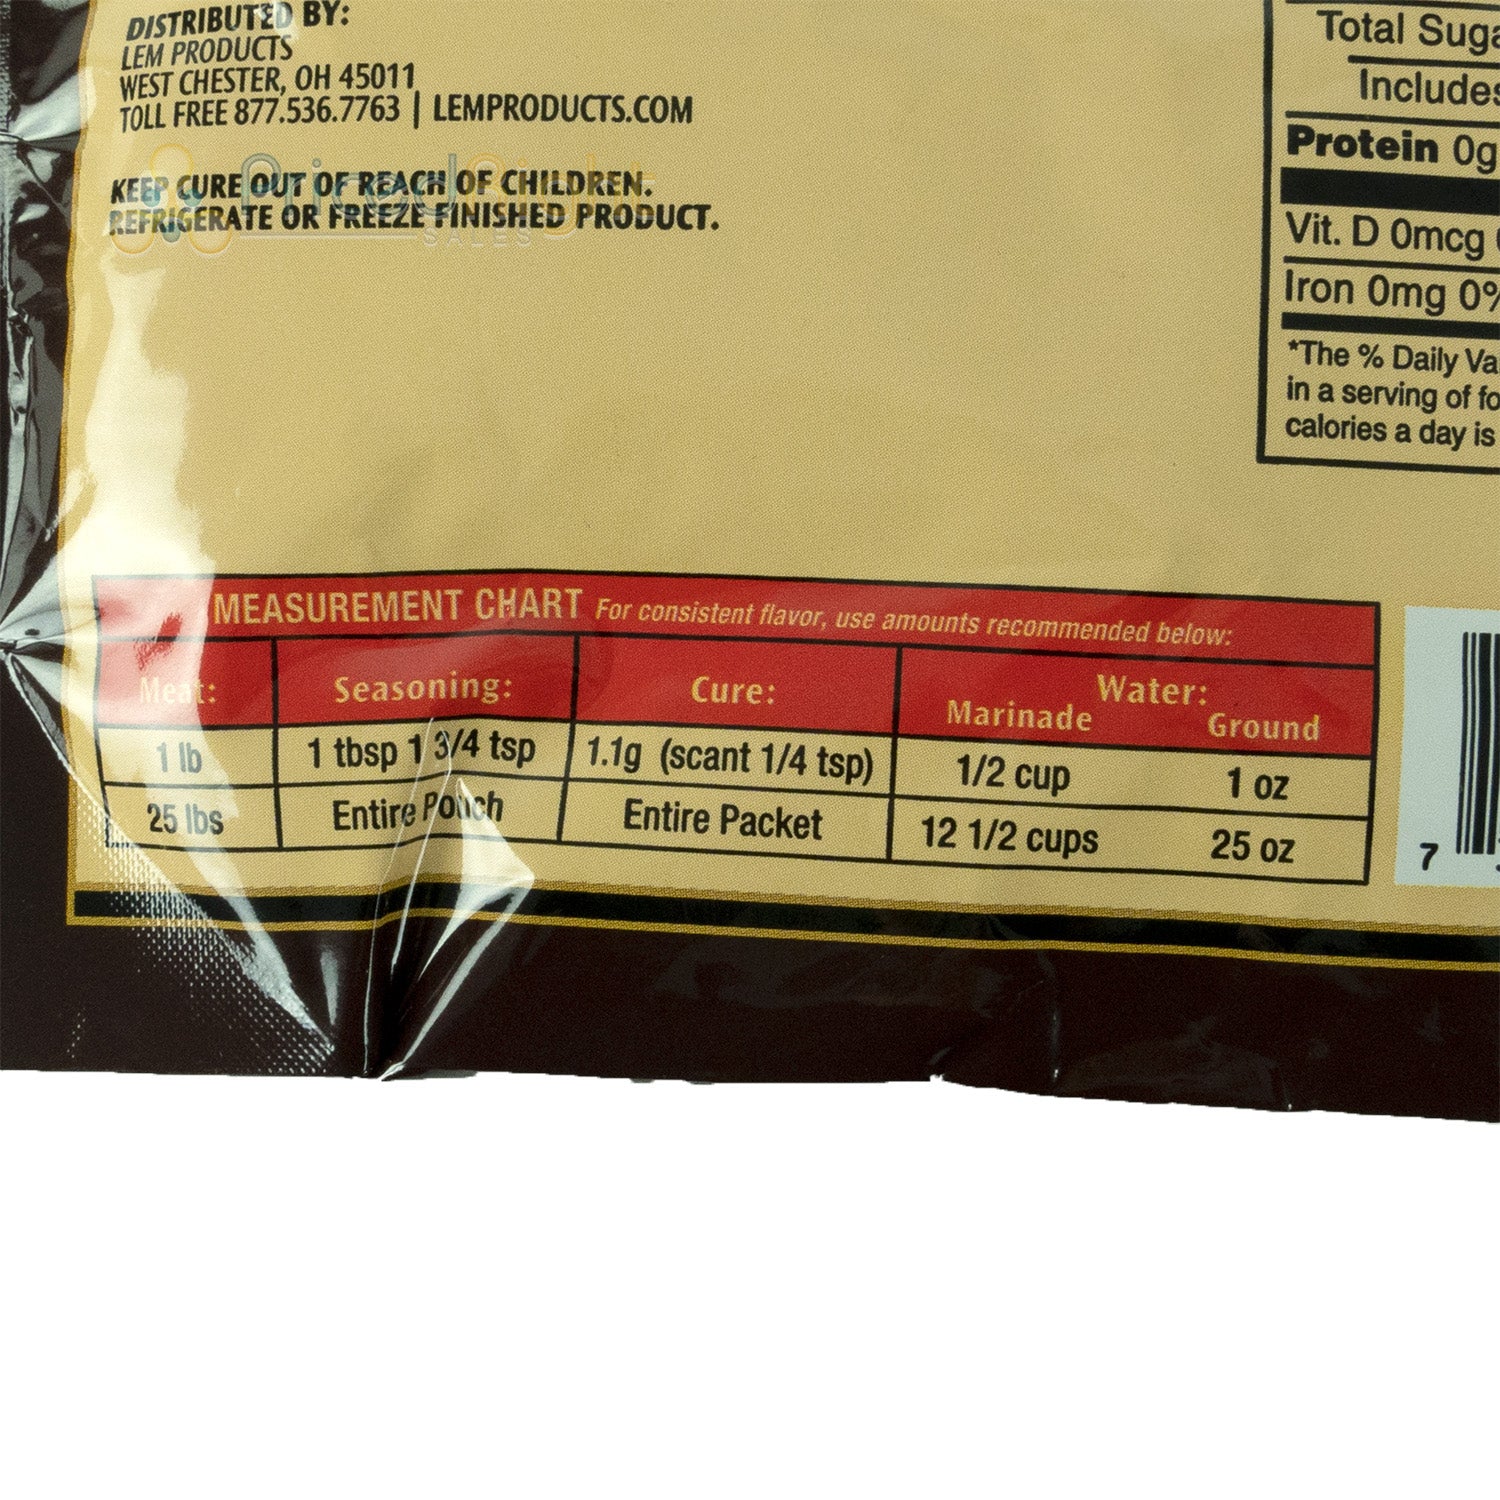 DISTRIBUTED BY:
LEM PRODUCTS
WEST CHESTER, OH 45011
TOLL FREE 877.536.7763 | LEMPRODUCTS.COM
KEEP CURE OUT OF REACH OF CHILDREN.
REFRIGERATE OR FREEZE FINISHED PRODUCT.
Priced Right
SALES
Total Suga
Includes
Protein 0g
Vit. D 0mcg
Iron 0mg 0%
*The % Daily Va
in a serving of fo
calories a day is
MEASUREMENT CHART For consistent flavor, use amounts recommended below:
Meat: Seasoning: Cure: Water:
Marinade Ground
1 lb 1 tbsp 1 3/4 tsp 1.1g (scant 1/4 tsp) 1/2 cup 1 oz
25 lbs Entire Pouch Entire Packet 12 1/2 cups 25 oz
7